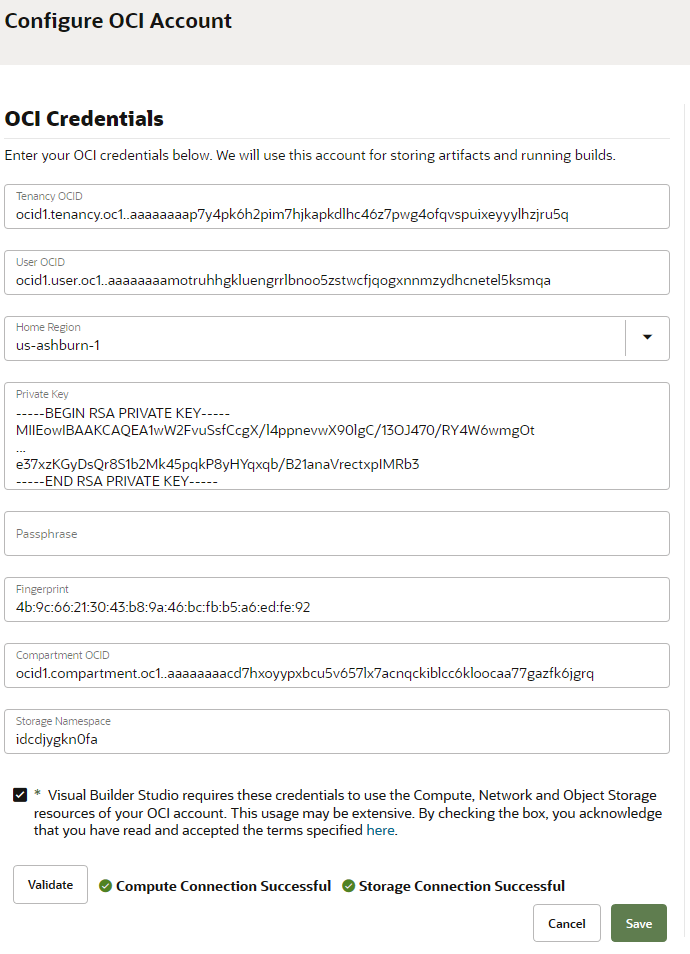 Configure OCI Account
OCI Credentials
Enter your OCI credentials below. We will use this account for storing artifacts and running builds.
Tenancy OCID
ocid1.tenancy.oc1..aaaaaaaap7y4pk6h2pim7hjkapkdlhc46z7pwg4ofqvspuixeyyylhzjru5q
User OCID
ocid1.user.oc1..aaaaaaaamotruhhgkluengrrlbnoo5zstwcfjqogxnnmzydhcnetel5ksmqa
Home Region
us-ashburn-1
Private Key
-----BEGIN RSA PRIVATE KEY-----
MIIEowIBAAKCAQEA1wW2FvuSsfCcgX/l4ppnevwX90lgC/13OJ470/RY4W6wmgOt
...
e37xzKGyDsQr8S1b2Mk45pqkP8yHYqxqb/B21anaVrectxpIMRb3
-----END RSA PRIVATE KEY-----
Passphrase
Fingerprint
4b:9c:66:21:30:43:b8:9a:46:bc:fb:b5:a6:ed:fe:92
Compartment OCID
ocid1.compartment.oc1..aaaaaaaacd7hxoyypxbcu5v657lx7acnqckiblcc6kloocaa77gazfk6jgrq
Storage Namespace
idcdjygkn0fa
* Visual Builder Studio requires these credentials to use the Compute, Network and Object Storage
resources of your OCI account. This usage may be extensive. By checking the box, you acknowledge
that you have read and accepted the terms specified here.
Validate Compute Connection Successful Storage Connection Successful
Cancel Save